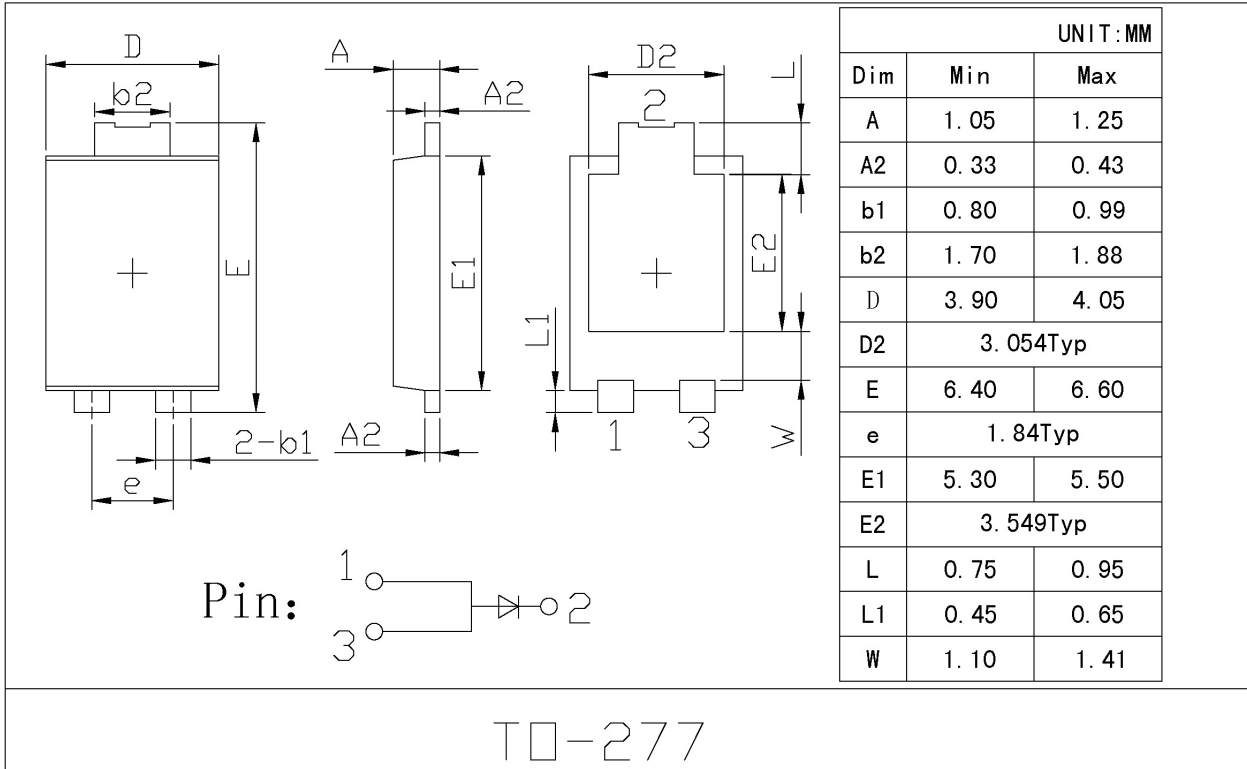 D
b2
E
2-b1
e
A
A2
E1
A2
D2
L
2
E2
L1
W
1
3
Pin:
1
3
2
UNIT:MM
Dim Min Max
A 1.05 1.25
A2 0.33 0.43
b1 0.80 0.99
b2 1.70 1.88
D 3.90 4.05
D2 3.054Typ
E 6.40 6.60
e 1.84Typ
E1 5.30 5.50
E2 3.549Typ
L 0.75 0.95
L1 0.45 0.65
W 1.10 1.41
TO-277